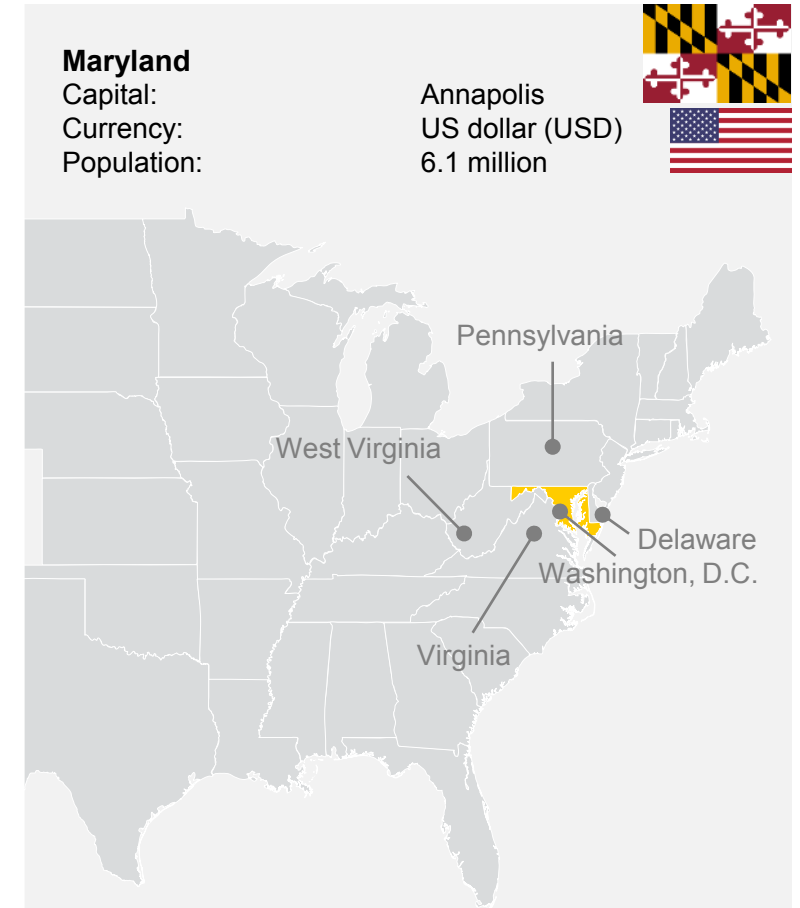 Maryland
Capital: Annapolis
Currency: US dollar (USD)
Population: 6.1 million
Pennsylvania
West Virginia
Delaware
Washington, D.C.
Virginia